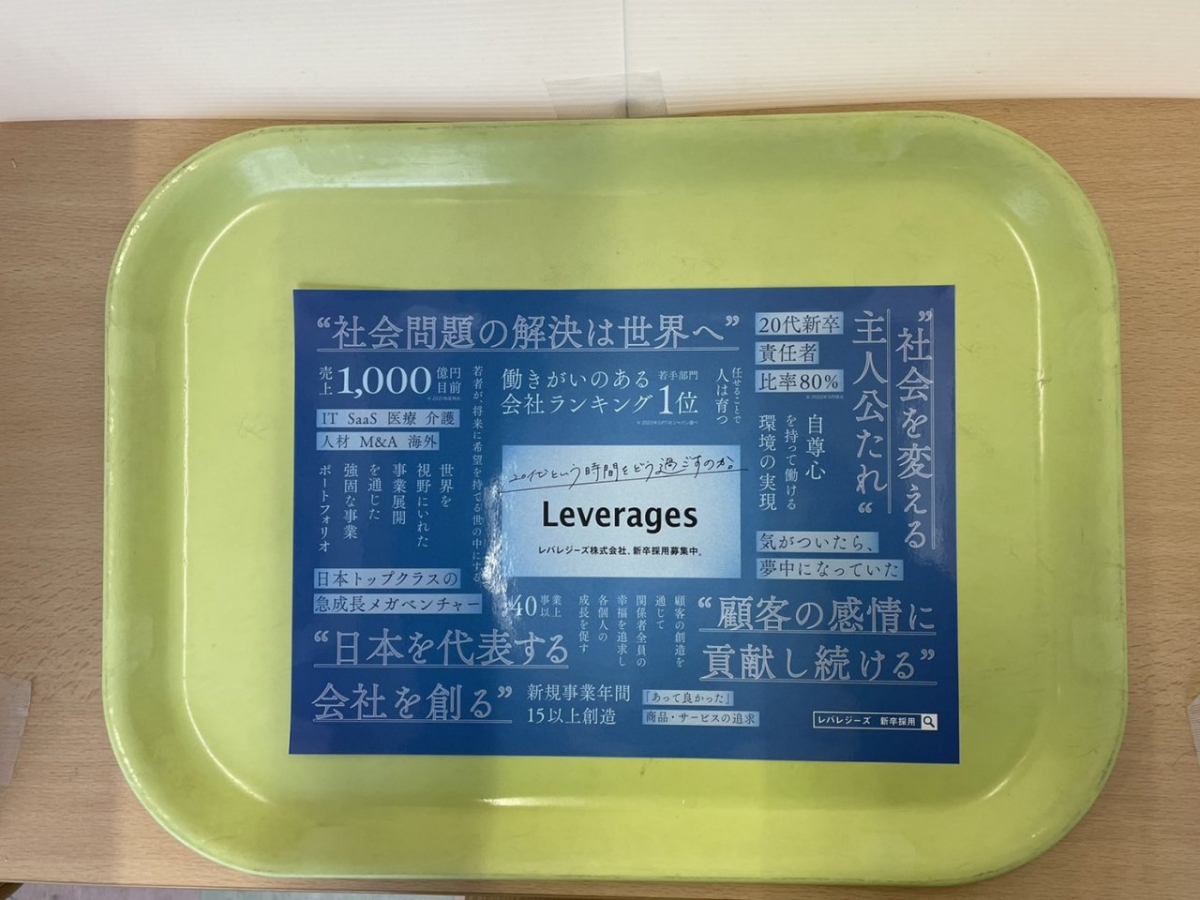 “社会問題の解決は世界へ”
売上1,000億円目前
IT SaaS 医療 介護
人材 M&A 海外
世界を
視野にいれた
事業展開
を通じた
強固な事業
ポートフォリオ
若者が、将来に希望を持てる世の中に
働きがいのある
会社ランキング
若手部門
1位
任せることで
人は育つ
20代新卒
責任者
比率80%
”社会を変える
主人公たれ“
自尊心
を持って働ける
環境の実現
20代という時間をどう過ごすのか。
Leverages
レバレジーズ株式会社、新卒採用募集中。
気がついたら、
夢中になっていた
日本トップクラスの
急成長メガベンチャー
40事業以上
顧客の創造を
通じて
関係者全員の
幸福を追求し
各個人の
成長を促す
“日本を代表する
会社を創る”
“顧客の感情に
貢献し続ける”
新規事業年間
15以上創造
「あって良かった」
商品・サービスの追求
レバレジーズ 新卒採用